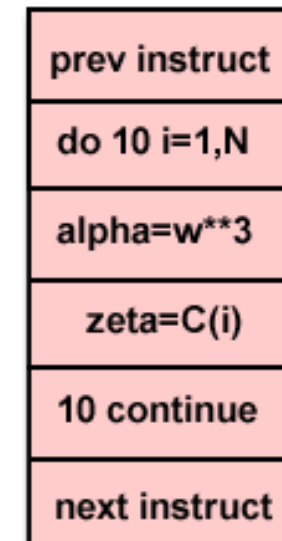 prev instruct
do 10 i=1,N
alpha=w**3
zeta=C(i)
10 continue
next instruct